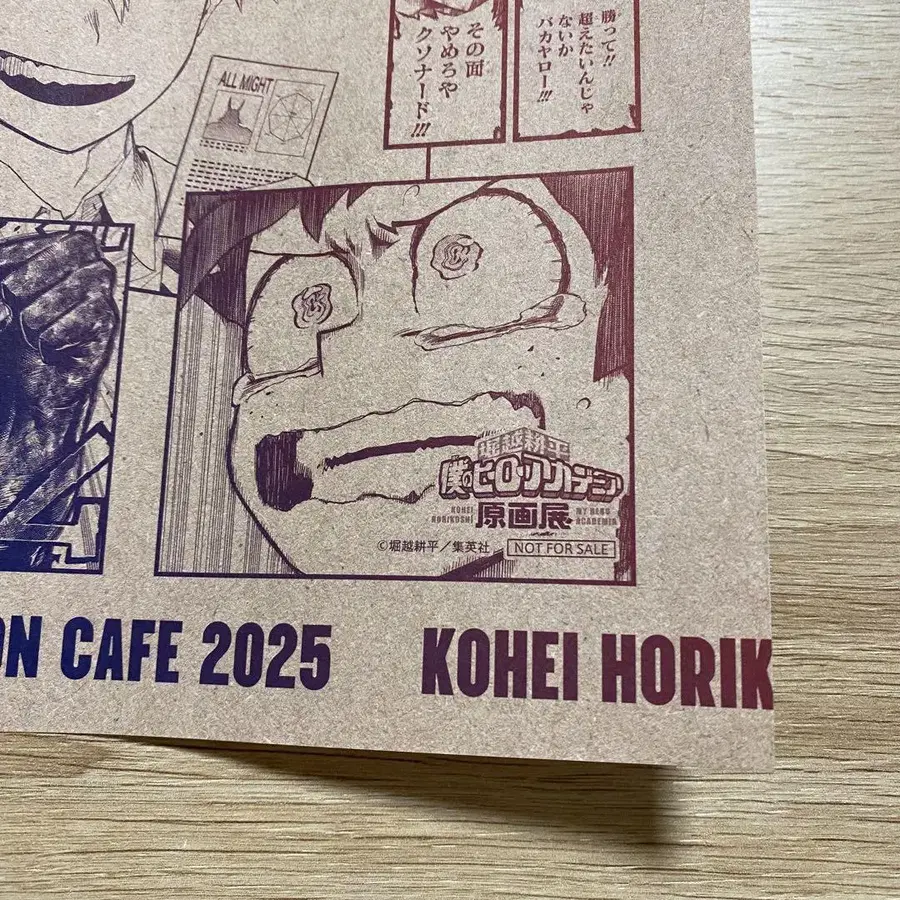 勝って!!
超えたいんじゃ
ないか
バカヤロー!!!
その面
やめろや
クソナード!!!
ALL MIGHT
堀越耕平
僕のヒーローアカデミア
KOHEI
HORIKOSHI
原画展
MY HERO
ACADEMIA
©堀越耕平/集英社
NOT FOR SALE
ON CAFE 2025
KOHEI HORIK